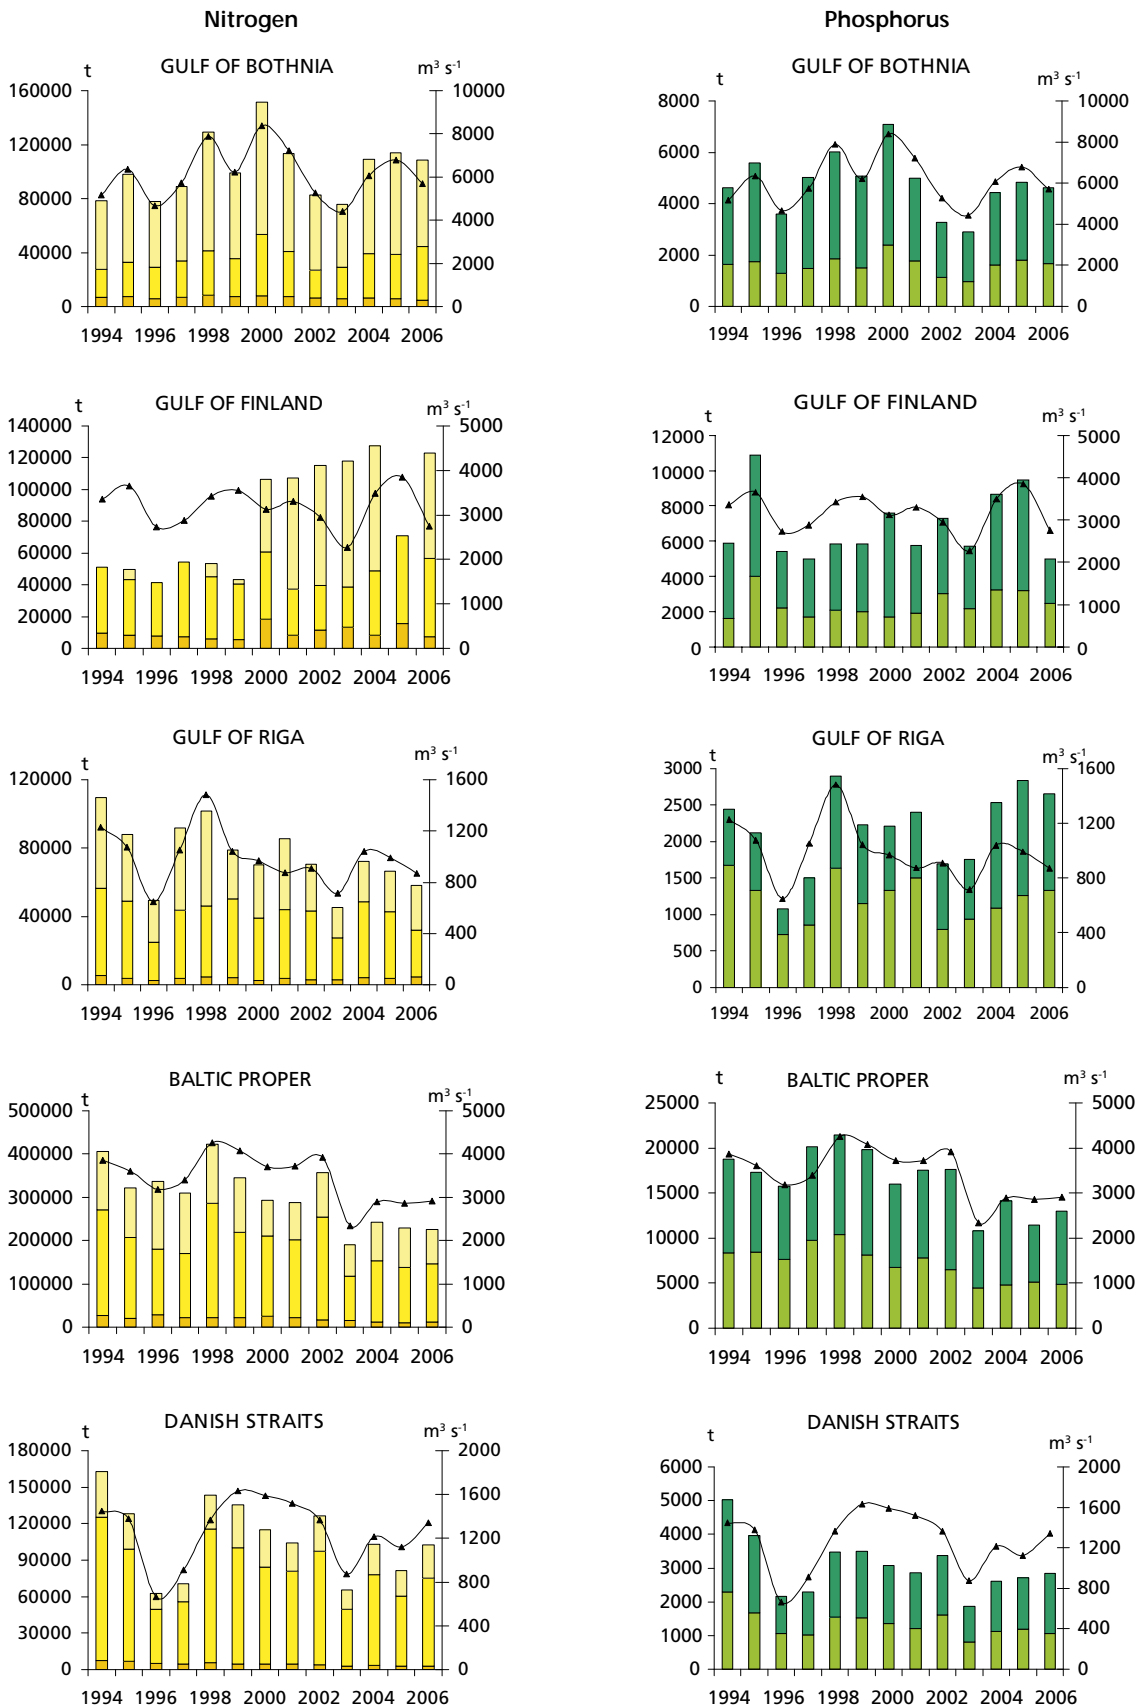 Nitrogen
Phosphorus
GULF OF BOTHNIA
t
m³ s⁻¹
160000
120000
80000
40000
0
10000
8000
6000
4000
2000
0
1994 1996 1998 2000 2002 2004 2006
GULF OF BOTHNIA
t
m³ s⁻¹
8000
6000
4000
2000
0
10000
8000
6000
4000
2000
0
1994 1996 1998 2000 2002 2004 2006
GULF OF FINLAND
t
m³ s⁻¹
140000
120000
100000
80000
60000
40000
20000
0
5000
4000
3000
2000
1000
0
1994 1996 1998 2000 2002 2004 2006
GULF OF FINLAND
t
m³ s⁻¹
12000
10000
8000
6000
4000
2000
0
5000
4000
3000
2000
1000
0
1994 1996 1998 2000 2002 2004 2006
GULF OF RIGA
t
m³ s⁻¹
120000
80000
40000
0
1600
1200
800
400
0
1994 1996 1998 2000 2002 2004 2006
GULF OF RIGA
t
m³ s⁻¹
3000
2500
2000
1500
1000
500
0
1600
1200
800
400
0
1994 1996 1998 2000 2002 2004 2006
BALTIC PROPER
t
m³ s⁻¹
500000
400000
300000
200000
100000
0
5000
4000
3000
2000
1000
0
1994 1996 1998 2000 2002 2004 2006
BALTIC PROPER
t
m³ s⁻¹
25000
20000
15000
10000
5000
0
5000
4000
3000
2000
1000
0
1994 1996 1998 2000 2002 2004 2006
DANISH STRAITS
t
m³ s⁻¹
180000
150000
120000
90000
60000
30000
0
2000
1600
1200
800
400
0
1994 1996 1998 2000 2002 2004 2006
DANISH STRAITS
t
m³ s⁻¹
6000
5000
4000
3000
2000
1000
0
2000
1600
1200
800
400
0
1994 1996 1998 2000 2002 2004 2006